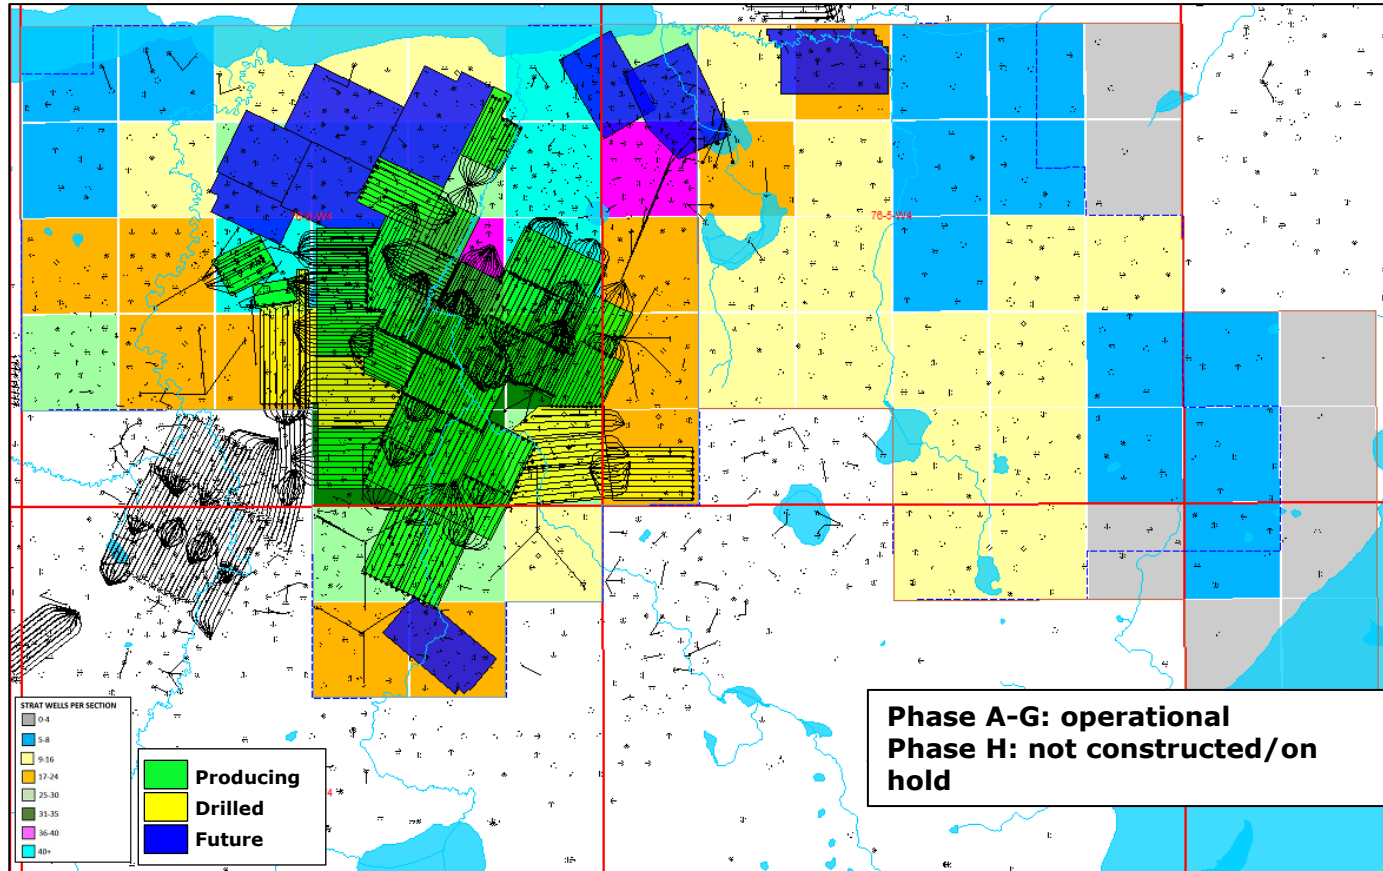 76-6-W4
76-5-W4
Phase A-G: operational
Phase H: not constructed/on
hold
STRAT WELLS PER SECTION
0-4
5-8
9-16
17-24
25-30
31-35
36-40
40+
Producing
Drilled
Future